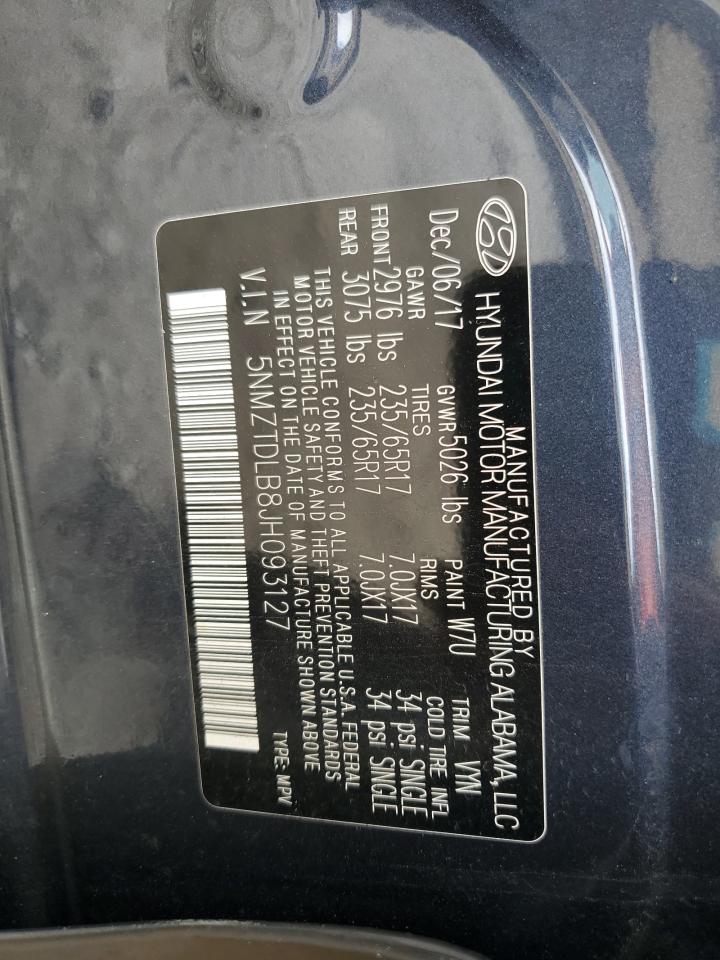 MANUFACTURED BY
HYUNDAI MOTOR MANUFACTURING ALABAMA, LLC
Dec/06/17 GVWR 5026 lbs PAINT W7U TRIM VYN
GAWR TIRES RIMS COLD TIRE INFL
FRONT 2976 lbs 235/65R17 7.0JX17 34 psi SINGLE
REAR 3075 lbs 235/65R17 7.0JX17 34 psi SINGLE
THIS VEHICLE CONFORMS TO ALL APPLICABLE U.S.A. FEDERAL
MOTOR VEHICLE SAFETY AND THEFT PREVENTION STANDARDS
IN EFFECT ON THE DATE OF MANUFACTURE SHOWN ABOVE
V.I.N 5NMZTDLB8JH093127 TYPE: MPV